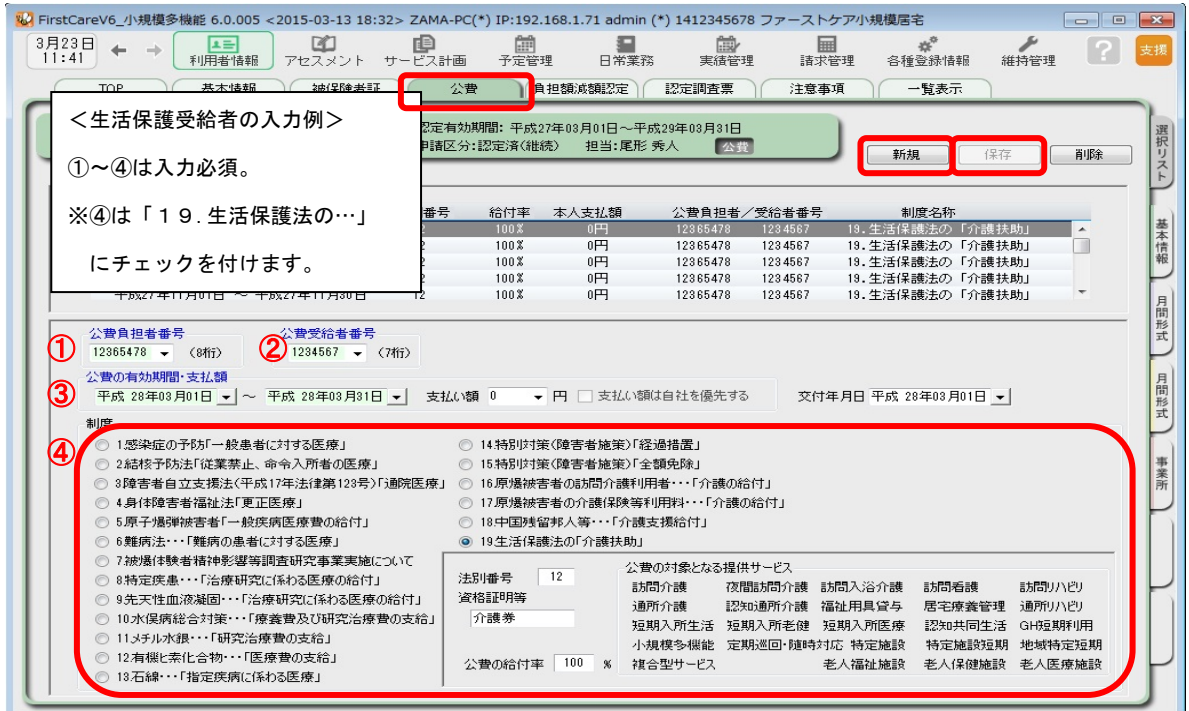 FirstCareV6_小規模多機能 6.0.005 <2015-03-13 18:32> ZAMA-PC(*) IP:192.168.1.71 admin (*) 1412345678 ファーストケア小規模居宅
3月23日
11:41
利用者情報 アセスメント サービス計画 予定管理 日常業務 実績管理 請求管理 各種登録情報 維持管理 ? 支援
TOP 基本情報 被保険者証 公費 負担額減額認定 認定調査票 注意事項 一覧表示
＜生活保護受給者の入力例＞
①～④は入力必須。
※④は「１９.生活保護法の…」
にチェックを付けます。
認定有効期間: 平成27年03月01日～平成29年03月31日
申請区分:認定済(継続) 担当:尾形 秀人 公費
新規 保存 削除
番号 給付率 本人支払額 公費負担者／受給者番号 制度名称
2 100% 0円 12365478 1234567 19.生活保護法の「介護扶助」
2 100% 0円 12365478 1234567 19.生活保護法の「介護扶助」
2 100% 0円 12365478 1234567 19.生活保護法の「介護扶助」
2 100% 0円 12365478 1234567 19.生活保護法の「介護扶助」
平成27年11月01日 ～ 平成27年11月30日 12 100% 0円 12365478 1234567 19.生活保護法の「介護扶助」
公費負担者番号 公費受給者番号
① 12365478 (8桁) ② 1234567 (7桁)
公費の有効期間・支払額
③ 平成 28年03月01日 ～ 平成 28年03月31日 支払い額 0 円 支払い額は自社を優先する 交付年月日 平成 28年03月01日
制度
④
1.感染症の予防「一般患者に対する医療」
2.結核予防法「従業禁止、命令入所者の医療」
3.障害者自立支援法(平成17年法律第123号)「通院医療」
4.身体障害者福祉法「更正医療」
5.原子爆弾被害者「一般疾病医療費の給付」
6.難病法・・・「難病の患者に対する医療」
7.被爆体験者精神影響等調査研究事業実施について
8.特定疾患・・・「治療研究に係わる医療の給付」
9.先天性血液凝固・・・「治療研究に係わる医療の給付」
10.水俣病総合対策・・・「療養費及び研究治療費の支給」
11.メチル水銀・・・「研究治療費の支給」
12.有機ヒ素化合物・・・「医療費の支給」
13.石綿・・・「指定疾病に係わる医療」
14.特別対策(障害者施策)「経過措置」
15.特別対策(障害者施策)「全額免除」
16.原爆被害者の訪問介護利用者・・・「介護の給付」
17.原爆被害者の介護保険等利用料・・・「介護の給付」
18.中国残留邦人等・・・「介護支援給付」
19.生活保護法の「介護扶助」
法別番号 12
資格証明等
介護券
公費の給付率 100 %
公費の対象となる提供サービス
訪問介護 夜間訪問介護 訪問入浴介護 訪問看護 訪問リハビリ
通所介護 認知通所介護 福祉用具貸与 居宅療養管理 通所リハビリ
短期入所生活 短期入所老健 短期入所医療 認知共同生活 GH短期利用
小規模多機能 定期巡回・随時対応 特定施設 特定施設短期 地域特定短期
複合型サービス 老人福祉施設 老人保健施設 老人医療施設
選択リスト
基本情報
月間形式
月間形式
事業所